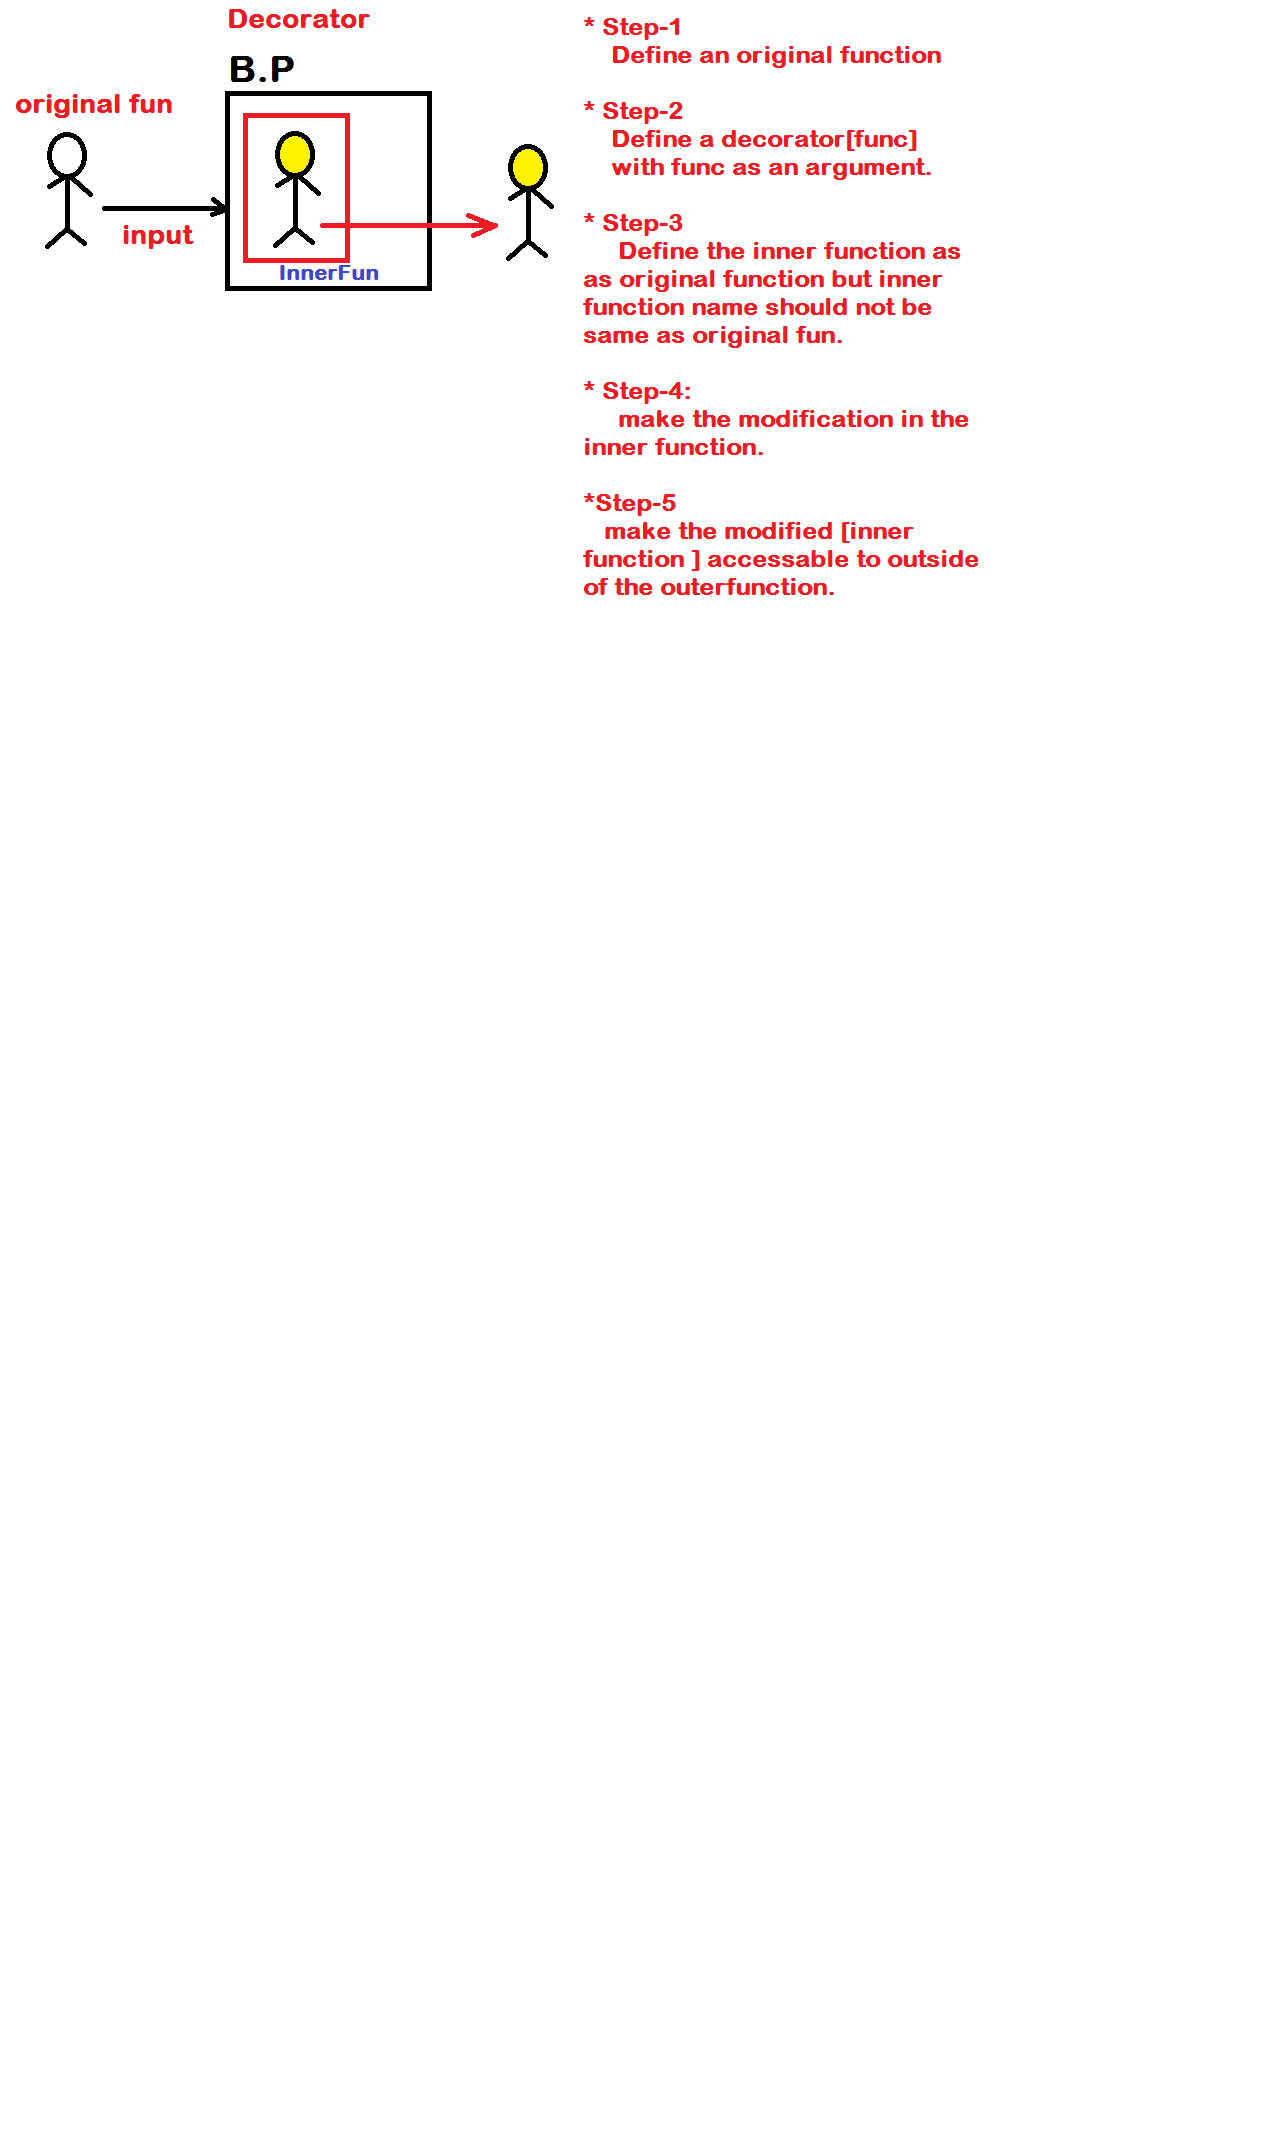 Decorator
B.P
original fun
input
InnerFun
* Step-1
Define an original function
* Step-2
Define a decorator[func]
with func as an argument.
* Step-3
Define the inner function as
as original function but inner
function name should not be
same as original fun.
* Step-4:
make the modification in the
inner function.
*Step-5
make the modified [inner
function ] accessable to outside
of the outerfunction.